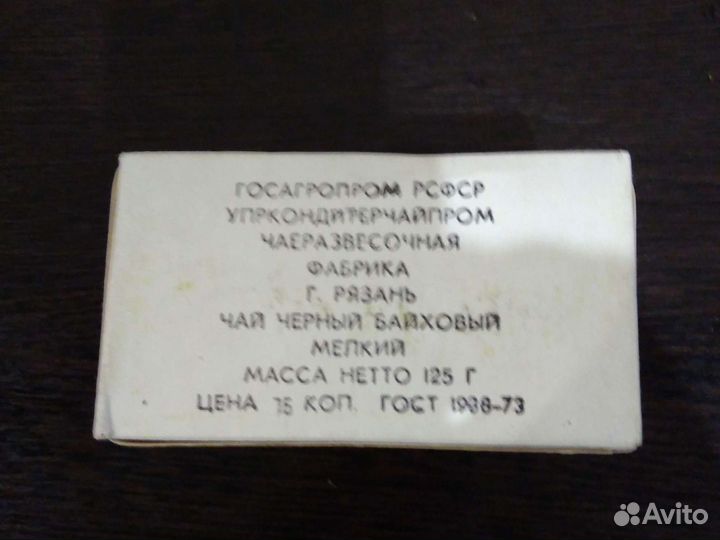 ГОСАГРОПРОМ РСФСР
УПРКОНДИТЕРЧАЙПРОМ
ЧАЕРАЗВЕСОЧНАЯ
ФАБРИКА
Г. РЯЗАНЬ
ЧАЙ ЧЕРНЫЙ БАЙХОВЫЙ
МЕЛКИЙ
МАССА НЕТТО 125 Г
ЦЕНА 75 КОП. ГОСТ 1938-73
Avito